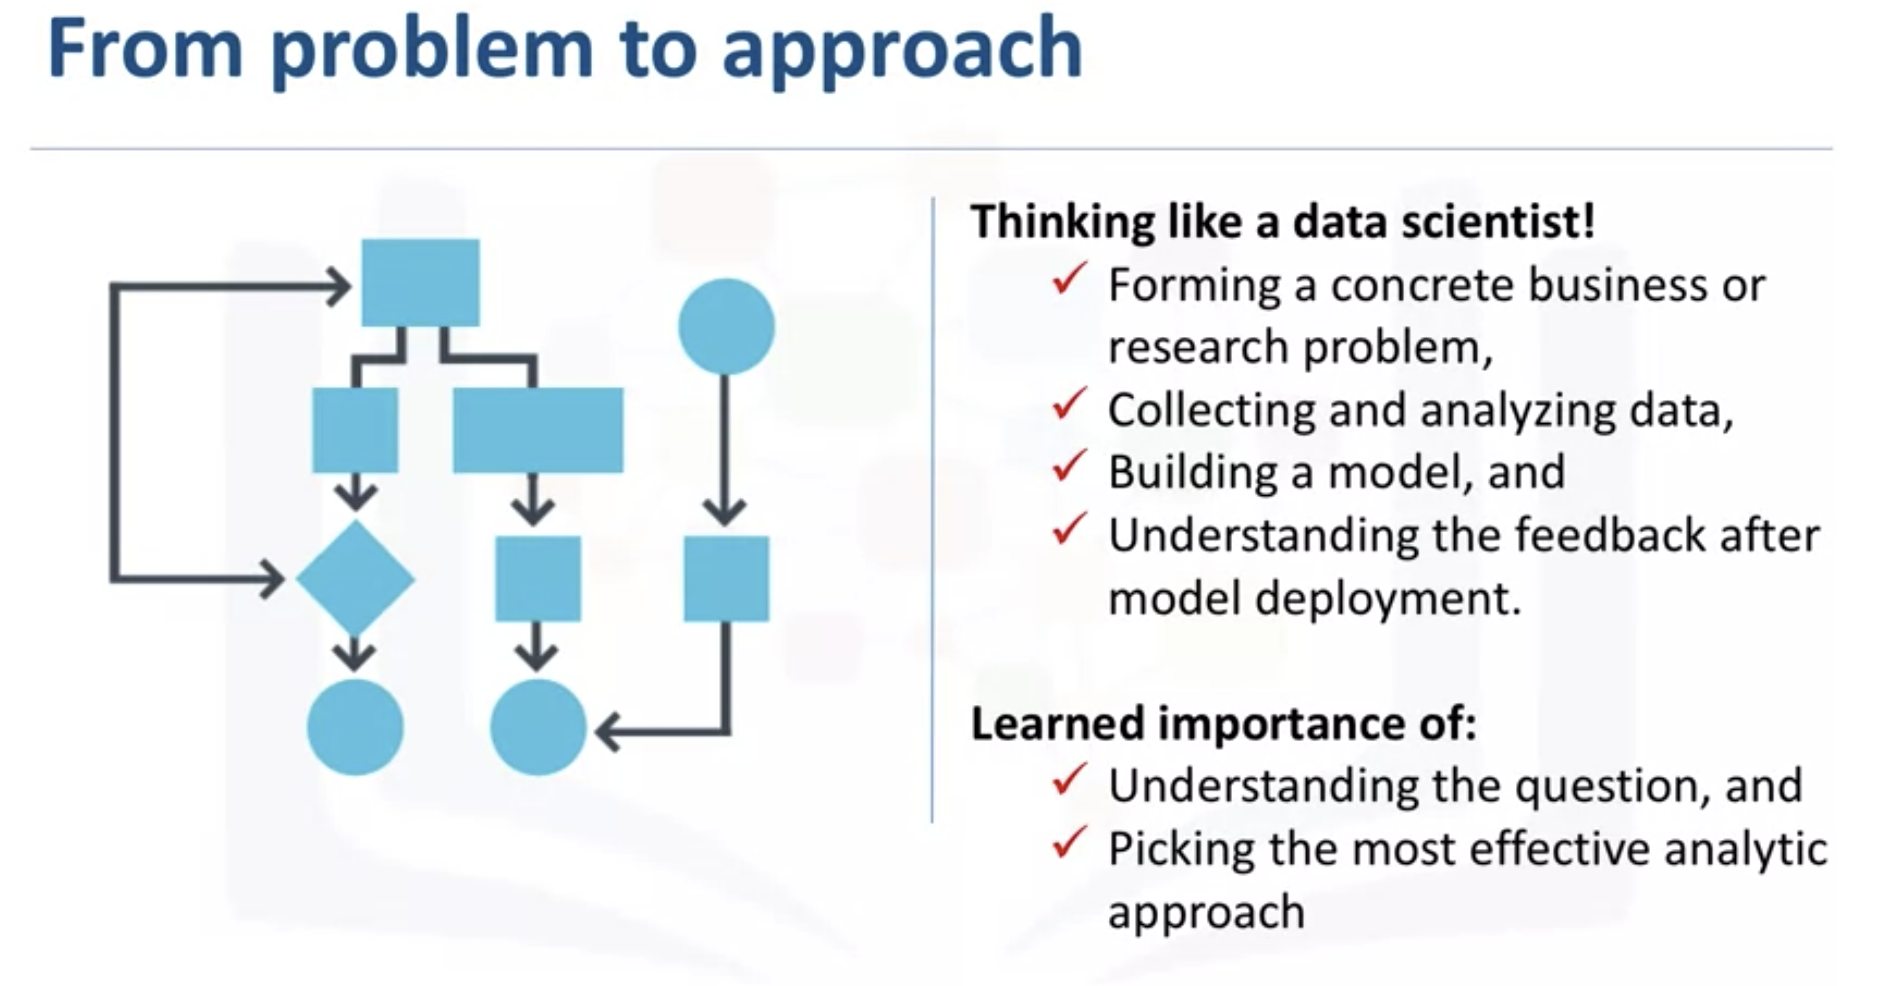 From problem to approach
Thinking like a data scientist!
✓ Forming a concrete business or
research problem,
✓ Collecting and analyzing data,
✓ Building a model, and
✓ Understanding the feedback after
model deployment.
Learned importance of:
✓ Understanding the question, and
✓ Picking the most effective analytic
approach